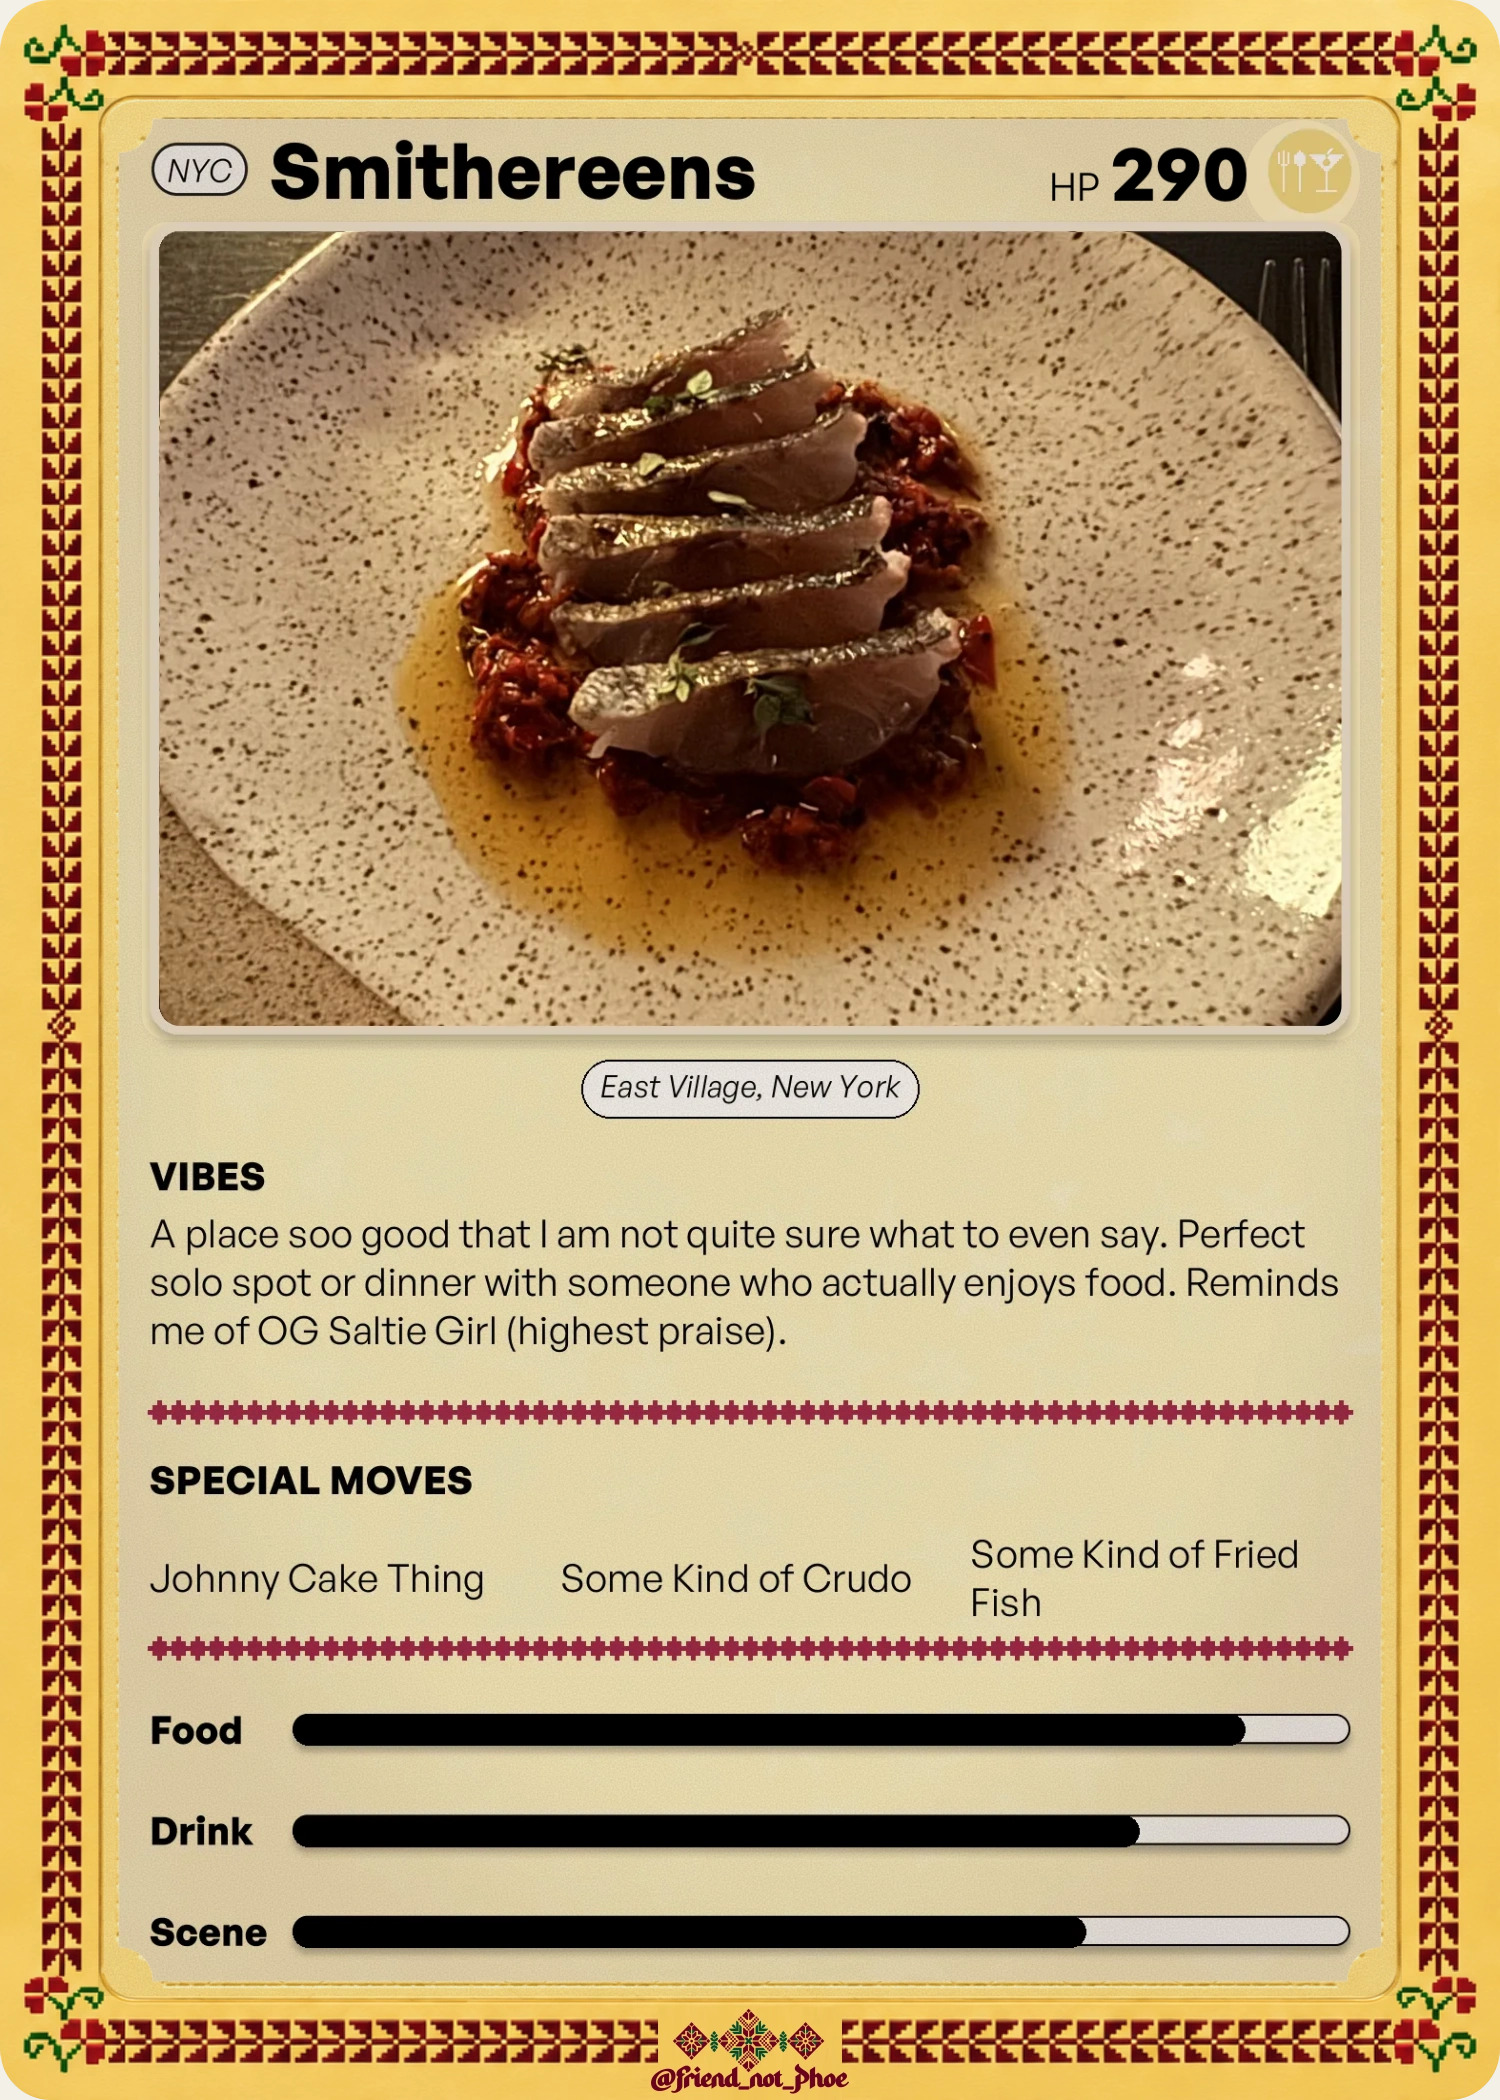 NYC Smithereens HP 290
East Village, New York
VIBES
A place soo good that I am not quite sure what to even say. Perfect
solo spot or dinner with someone who actually enjoys food. Reminds
me of OG Saltie Girl (highest praise).
SPECIAL MOVES
Johnny Cake Thing
Some Kind of Crudo
Some Kind of Fried
Fish
Food
Drink
Scene
@friend_not_Phoe